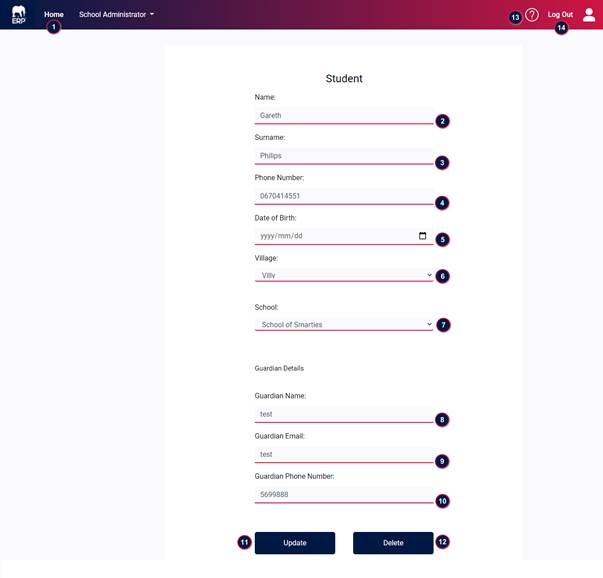 ERP
Home
School Administrator
Log Out
1
13
14
Student
Name:
Gareth
2
Surname:
Philips
3
Phone Number:
0670414551
4
Date of Birth:
yyyy/mm/dd
5
Village:
Villy
6
School:
School of Smarties
7
Guardian Details
Guardian Name:
test
8
Guardian Email:
test
9
Guardian Phone Number:
5699888
10
11
Update
Delete
12